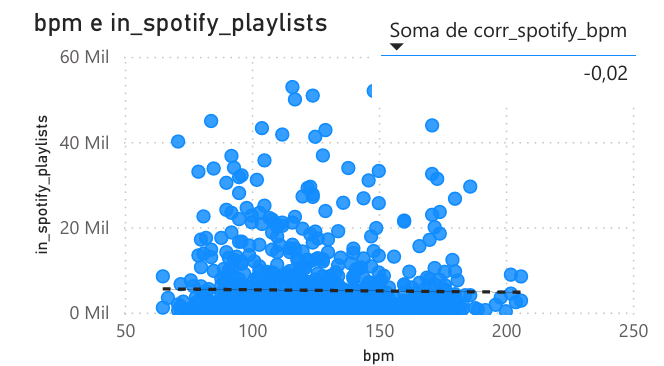 bpm e in_spotify_playlists
Soma de corr_spotify_bpm
-0,02
60 Mil
40 Mil
20 Mil
0 Mil
in_spotify_playlists
50
100
150
200
250
bpm